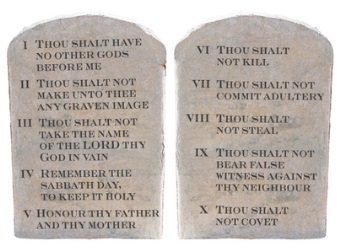 I THOU SHALT HAVE
NO OTHER GODS
BEFORE ME
II THOU SHALT NOT
MAKE UNTO THEE
ANY GRAVEN IMAGE
III THOU SHALT NOT
TAKE THE NAME
OF THE LORD THY
GOD IN VAIN
IV REMEMBER THE
SABBATH DAY,
TO KEEP IT HOLY
V HONOUR THY FATHER
AND THY MOTHER
VI THOU SHALT
NOT KILL
VII THOU SHALT NOT
COMMIT ADULTERY
VIII THOU SHALT
NOT STEAL
IX THOU SHALT NOT
BEAR FALSE
WITNESS AGAINST
THY NEIGHBOUR
X THOU SHALT
NOT COVET